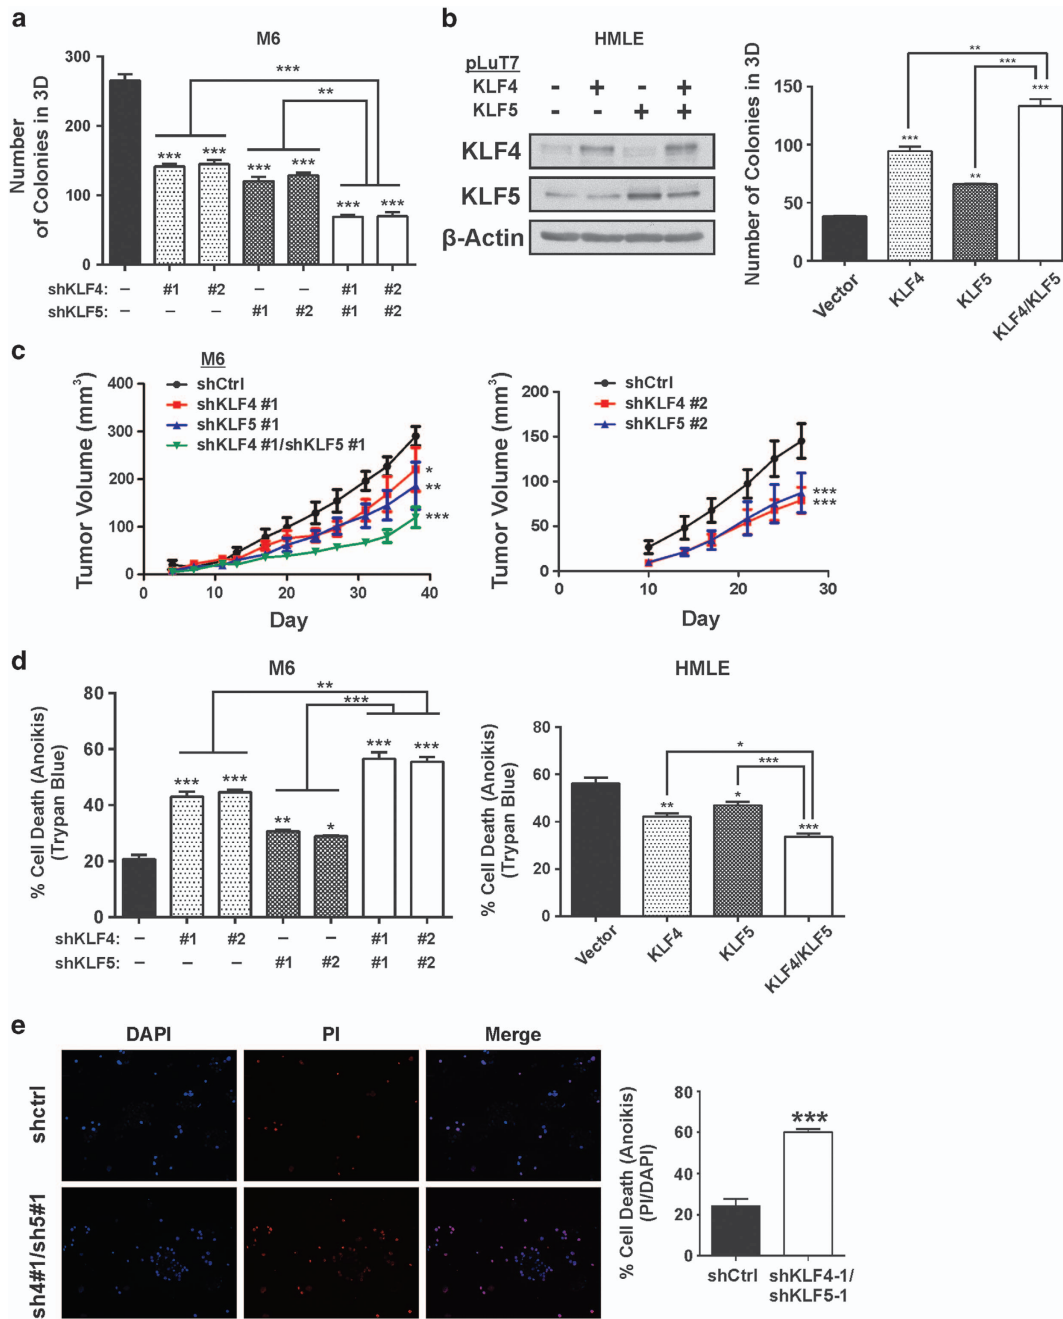 a
M6
Number
of Colonies in 3D
300
200
100
0
***
**
***
***
***
***
***
***
shKLF4: – #1 #2 – – #1 #2
shKLF5: – – – #1 #2 #1 #2
b
HMLE
pLuT7
KLF4 - + - +
KLF5 - - + +
KLF4
KLF5
β-Actin
Number of Colonies in 3D
150
100
50
0
**
***
***
***
**
Vector
KLF4
KLF5
KLF4/KLF5
c
M6
Tumor Volume (mm3)
400
300
200
100
0
shCtrl
shKLF4 #1
shKLF5 #1
shKLF4 #1/shKLF5 #1
*
**
***
0 10 20 30 40
Day
Tumor Volume (mm3)
200
150
100
50
0
shCtrl
shKLF4 #2
shKLF5 #2
***
***
0 10 20 30
Day
d
M6
% Cell Death (Anoikis)
(Trypan Blue)
80
60
40
20
0
**
***
***
***
**
*
***
***
shKLF4: – #1 #2 – – #1 #2
shKLF5: – – – #1 #2 #1 #2
HMLE
% Cell Death (Anoikis)
(Trypan Blue)
80
60
40
20
0
*
***
**
*
***
Vector
KLF4
KLF5
KLF4/KLF5
e
DAPI PI Merge
shctrl
sh4#1/sh5#1
% Cell Death (Anoikis)
(PI/DAPI)
80
60
40
20
0
***
shCtrl shKLF4-1/
shKLF5-1